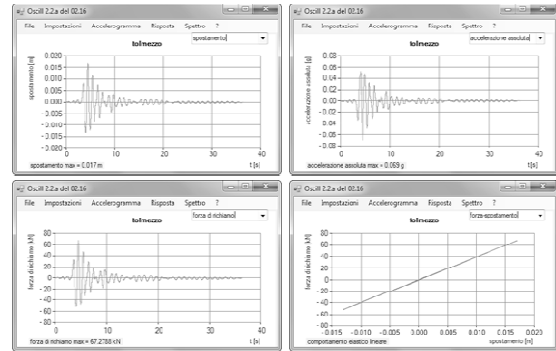 Oscill 2.2a del 02.16
File Impostazioni Accelerogramma Risposta Spettro ?
spostamento
tolmezzo
spostamento [m]
0.020
0.015
0.010
0.005
0.000
-0.005
-0.010
-0.015
-0.020
0 10 20 30 40
spostamento max = 0.017 m t [s]
Oscill 2.2a del 02.16
File Impostazioni Accelerogramma Risposta Spettro ?
accelerazione assoluta
tolmezzo
accelerazione assoluta [g]
0.08
0.06
0.04
0.02
0.00
-0.02
-0.04
-0.06
-0.08
0 10 20 30 40
accelerazione assoluta max = 0.069 g t [s]
Oscill 2.2a del 02.16
File Impostazioni Accelerogramma Risposta Spettro ?
forza di richiamo
tolmezzo
forza di richiamo [kN]
80
60
40
20
0
-20
-40
-60
-80
0 10 20 30 40
forza di richiamo max = 67.2788 kN t [s]
Oscill 2.2a del 02.16
File Impostazioni Accelerogramma Risposta Spettro ?
forza-spostamento
tolmezzo
forza di richiamo [kN]
80
60
40
20
0
-20
-40
-60
-80
-0.015 -0.010 -0.005 0.000 0.005 0.010 0.015 0.023
comportamento elastico lineare spostamento [m]